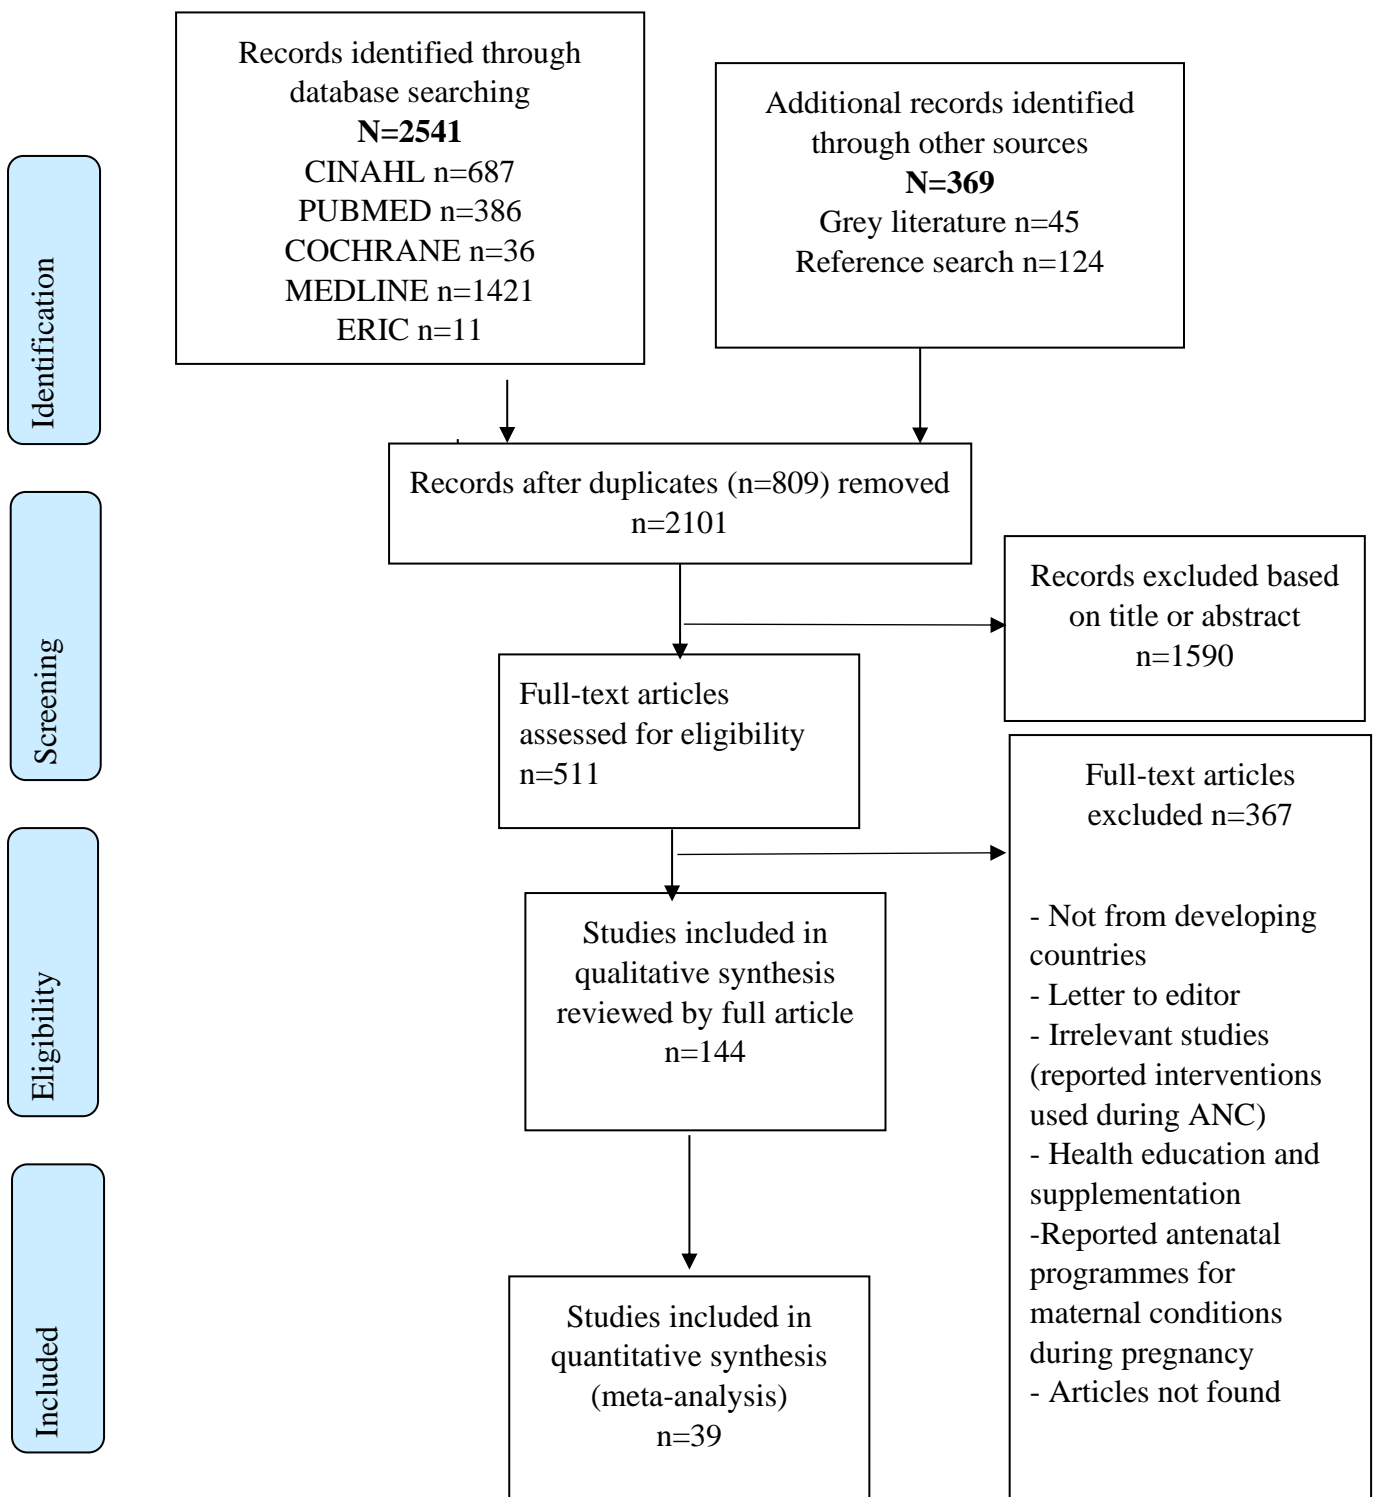 Records identified through
database searching
N=2541
CINAHL n=687
PUBMED n=386
COCHRANE n=36
MEDLINE n=1421
ERIC n=11
Additional records identified
through other sources
N=369
Grey literature n=45
Reference search n=124
Identification
Records after duplicates (n=809) removed
n=2101
Screening
Records excluded based
on title or abstract
n=1590
Full-text articles
assessed for eligibility
n=511
Full-text articles
excluded n=367
- Not from developing
countries
- Letter to editor
- Irrelevant studies
(reported interventions
used during ANC)
- Health education and
supplementation
-Reported antenatal
programmes for
maternal conditions
during pregnancy
- Articles not found
Eligibility
Studies included in
qualitative synthesis
reviewed by full article
n=144
Included
Studies included in
quantitative synthesis
(meta-analysis)
n=39